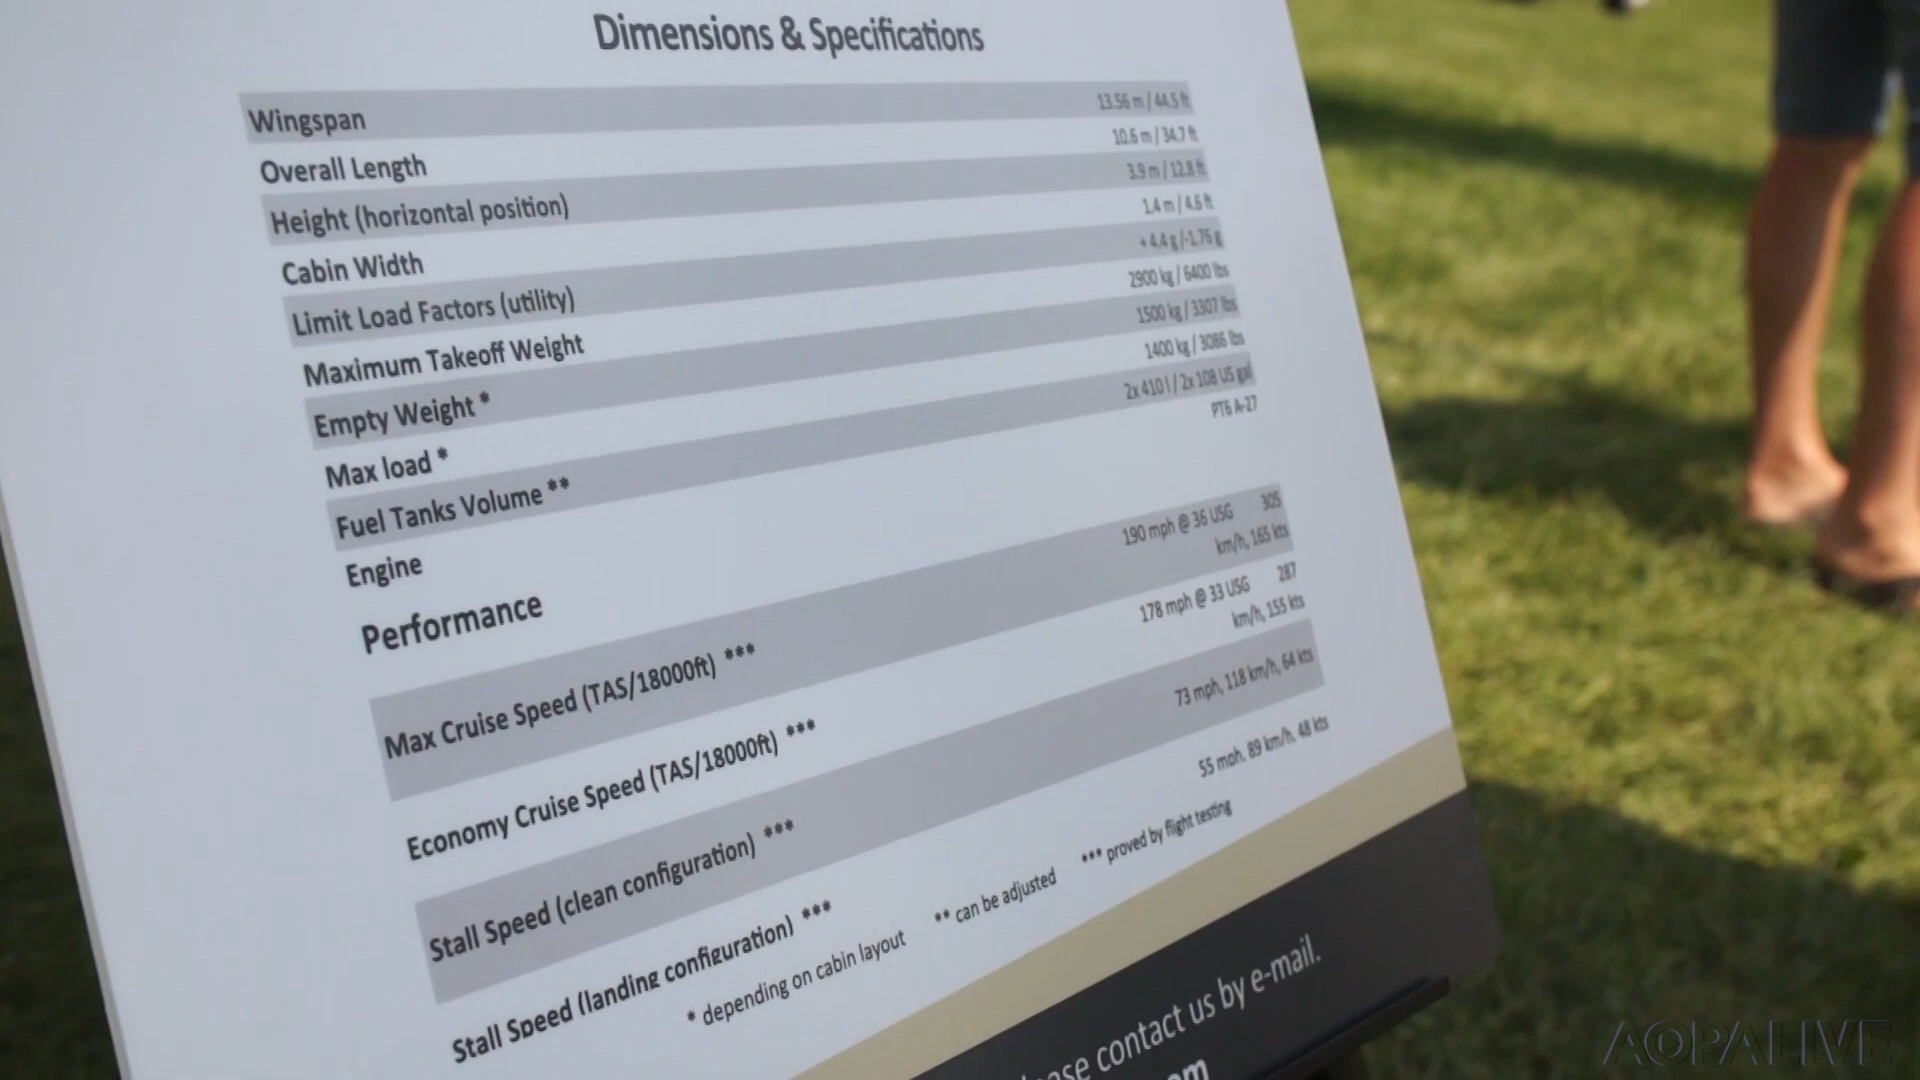 Dimensions & Specifications
Wingspan 13.56 m / 44.5 ft
Overall Length 10.6 m / 34.7 ft
Height (horizontal position) 3.9 m / 12.8 ft
Cabin Width 1.4 m / 4.6 ft
Limit Load Factors (utility) + 4.4 g /-1.76 g
Maximum Takeoff Weight 2900 kg / 6400 lbs
Empty Weight * 1500 kg / 3307 lbs
Max load * 1400 kg / 3086 lbs
Fuel Tanks Volume ** 2x 410 l / 2x 108 US gal
Engine PT6 A-27
Performance
Max Cruise Speed (TAS/18000ft) *** 190 mph @ 36 USG 305
km/h, 165 kts
Economy Cruise Speed (TAS/18000ft) *** 178 mph @ 33 USG 287
km/h, 155 kts
Stall Speed (clean configuration) *** 73 mph, 118 km/h, 64 kts
Stall Speed (landing configuration) *** 55 mph. 89 km/h. 48 kts
* depending on cabin layout ** can be adjusted *** proved by flight testing
contact us by e-mail.
AOPALIVE